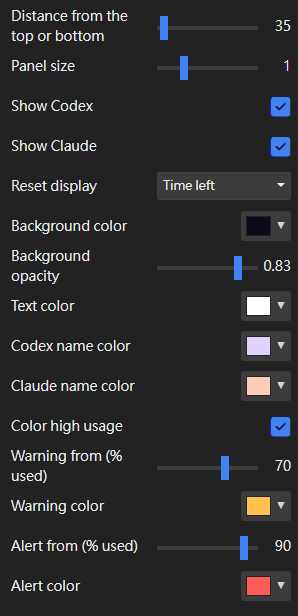 Distance from the
top or bottom
35
Panel size
1
Show Codex
Show Claude
Reset display
Time left
Background color
Background
opacity
0.83
Text color
Codex name color
Claude name color
Color high usage
Warning from (%
used)
70
Warning color
Alert from (% used)
90
Alert color